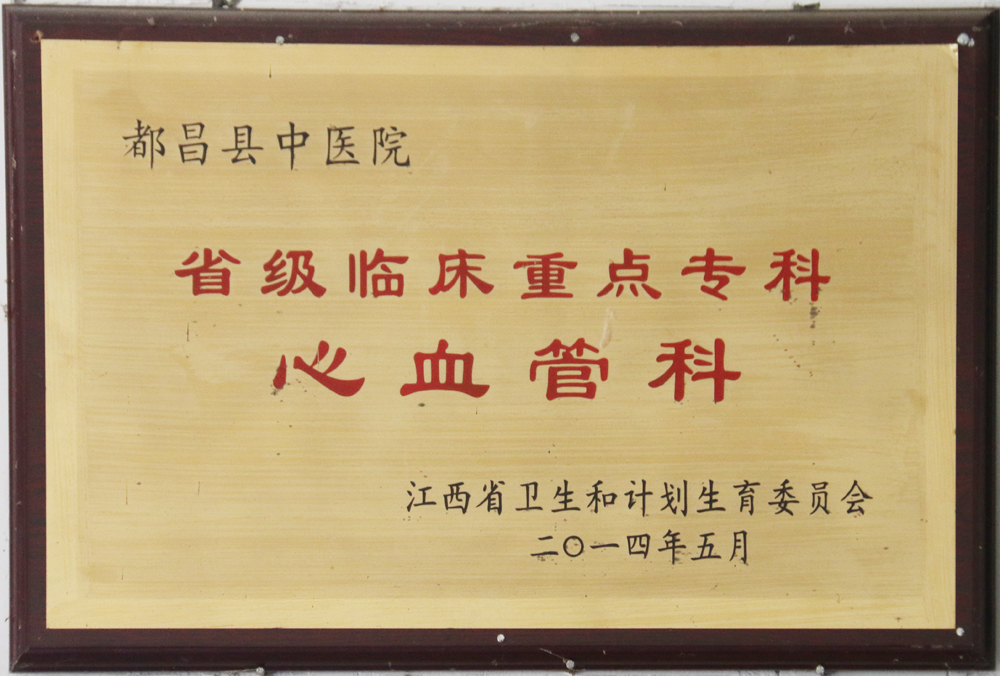 都昌县中医院
省级临床重点专科
心血管科
江西省卫生和计划生育委员会
二〇一四年五月